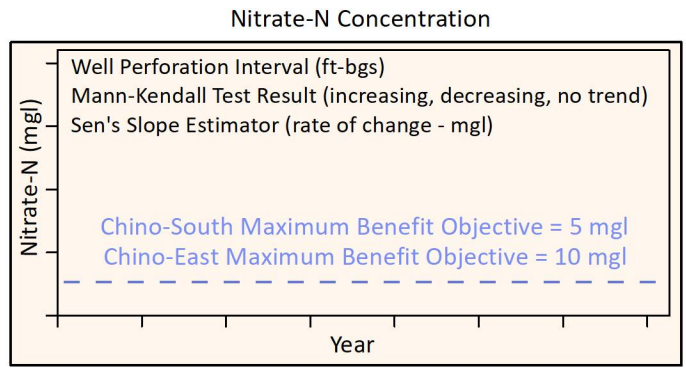 Nitrate-N Concentration
Well Perforation Interval (ft-bgs)
Mann-Kendall Test Result (increasing, decreasing, no trend)
Sen's Slope Estimator (rate of change - mgl)
Nitrate-N (mgl)
Chino-South Maximum Benefit Objective = 5 mgl
Chino-East Maximum Benefit Objective = 10 mgl
Year